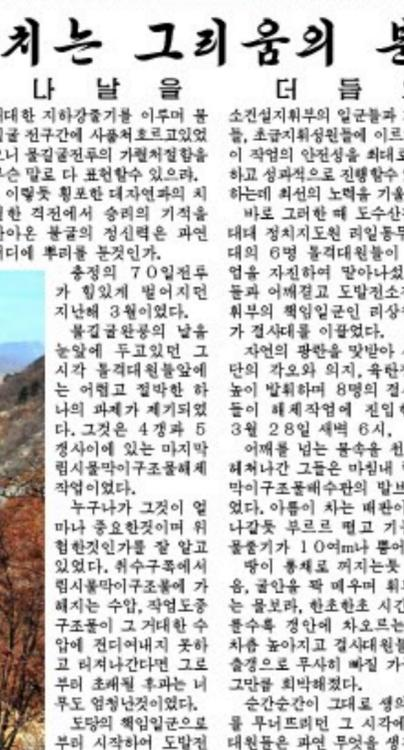 치는 그리움의
나 날 을 더 듬
대한 지하강줄기를 이루며 물
길굴 전구간에 사품쳐흐르고있었
니 물길굴전투의 가렬처절함을
슨 말로 다 표현할수 있으랴.
이렇듯 횡포한 대자연과의 치
렬한 격전에서 승리의 기적을
아온 불굴의 정신력은 과연
어디에 뿌리를 둔것인가.
충정의 70일전투
가 힘있게 벌어지던
지난해 3월이였다.
물길굴완공의 날을
눈앞에 두고있던 그
시각 돌격대원들앞에
는 어렵고 절박한 하
나의 과제가 제기되였
다. 그것은 4갱과 5
갱사이에 있는 마지막
림시물막이구조물해체
작업이였다.
누구나가 그것이 얼
마나 중요한것이며 위
험한것인가를 잘 알고
있었다. 취수구쪽에서
림시물막이구조물에 가
해지는 수압, 작업도중
구조물이 그 거대한 수
압에 견디여내지 못하
고 터져나간다면 그로
부터 초래될 후과는 너
무도 엄청난것이였다.
도당의 책임일군으로
부터 시작하여 도발전
소건설지휘부의 일군들과
들, 초급지휘성원들에 이르
이 작업의 안전성을 최대로
하고 성과적으로 진행할수
하는데 최선의 노력을 기울
바로 그러한 때 도수산
대대 정치지도원 리일동무
대의 6명 돌격대원들이
업을 자진하여 맡아나섰
들과 어깨겯고 도발전소
휘부의 책임일군인 리상
가 결사대를 이끌었다.
자연의 광란을 맞받아
단의 각오와 의지, 육탄
높이 발휘하며 8명의 결사
들이 해체작업에 진입한
3월 28일 새벽 6시,
어깨를 넘는 물속을 천
헤쳐나간 그들은 마침내
막이구조물배수관의 발브
였다. 아름이 차는 배관이
나갈듯 부르르 떨고 기
물줄기가 10여m나 뿜어
땅이 통채로 꺼지는듯
음, 굴안을 꽉 메우며 휘
는 물보라, 한초한초 시간
를수록 갱안에 차오르는
차츰 높아지고 결사대원들
출갱으로 무사히 빠질 가
그만큼 희박해졌다.
순간순간이 그대로 생의
를 무너뜨리던 그 시각에
대원들은 과연 무엇을 생